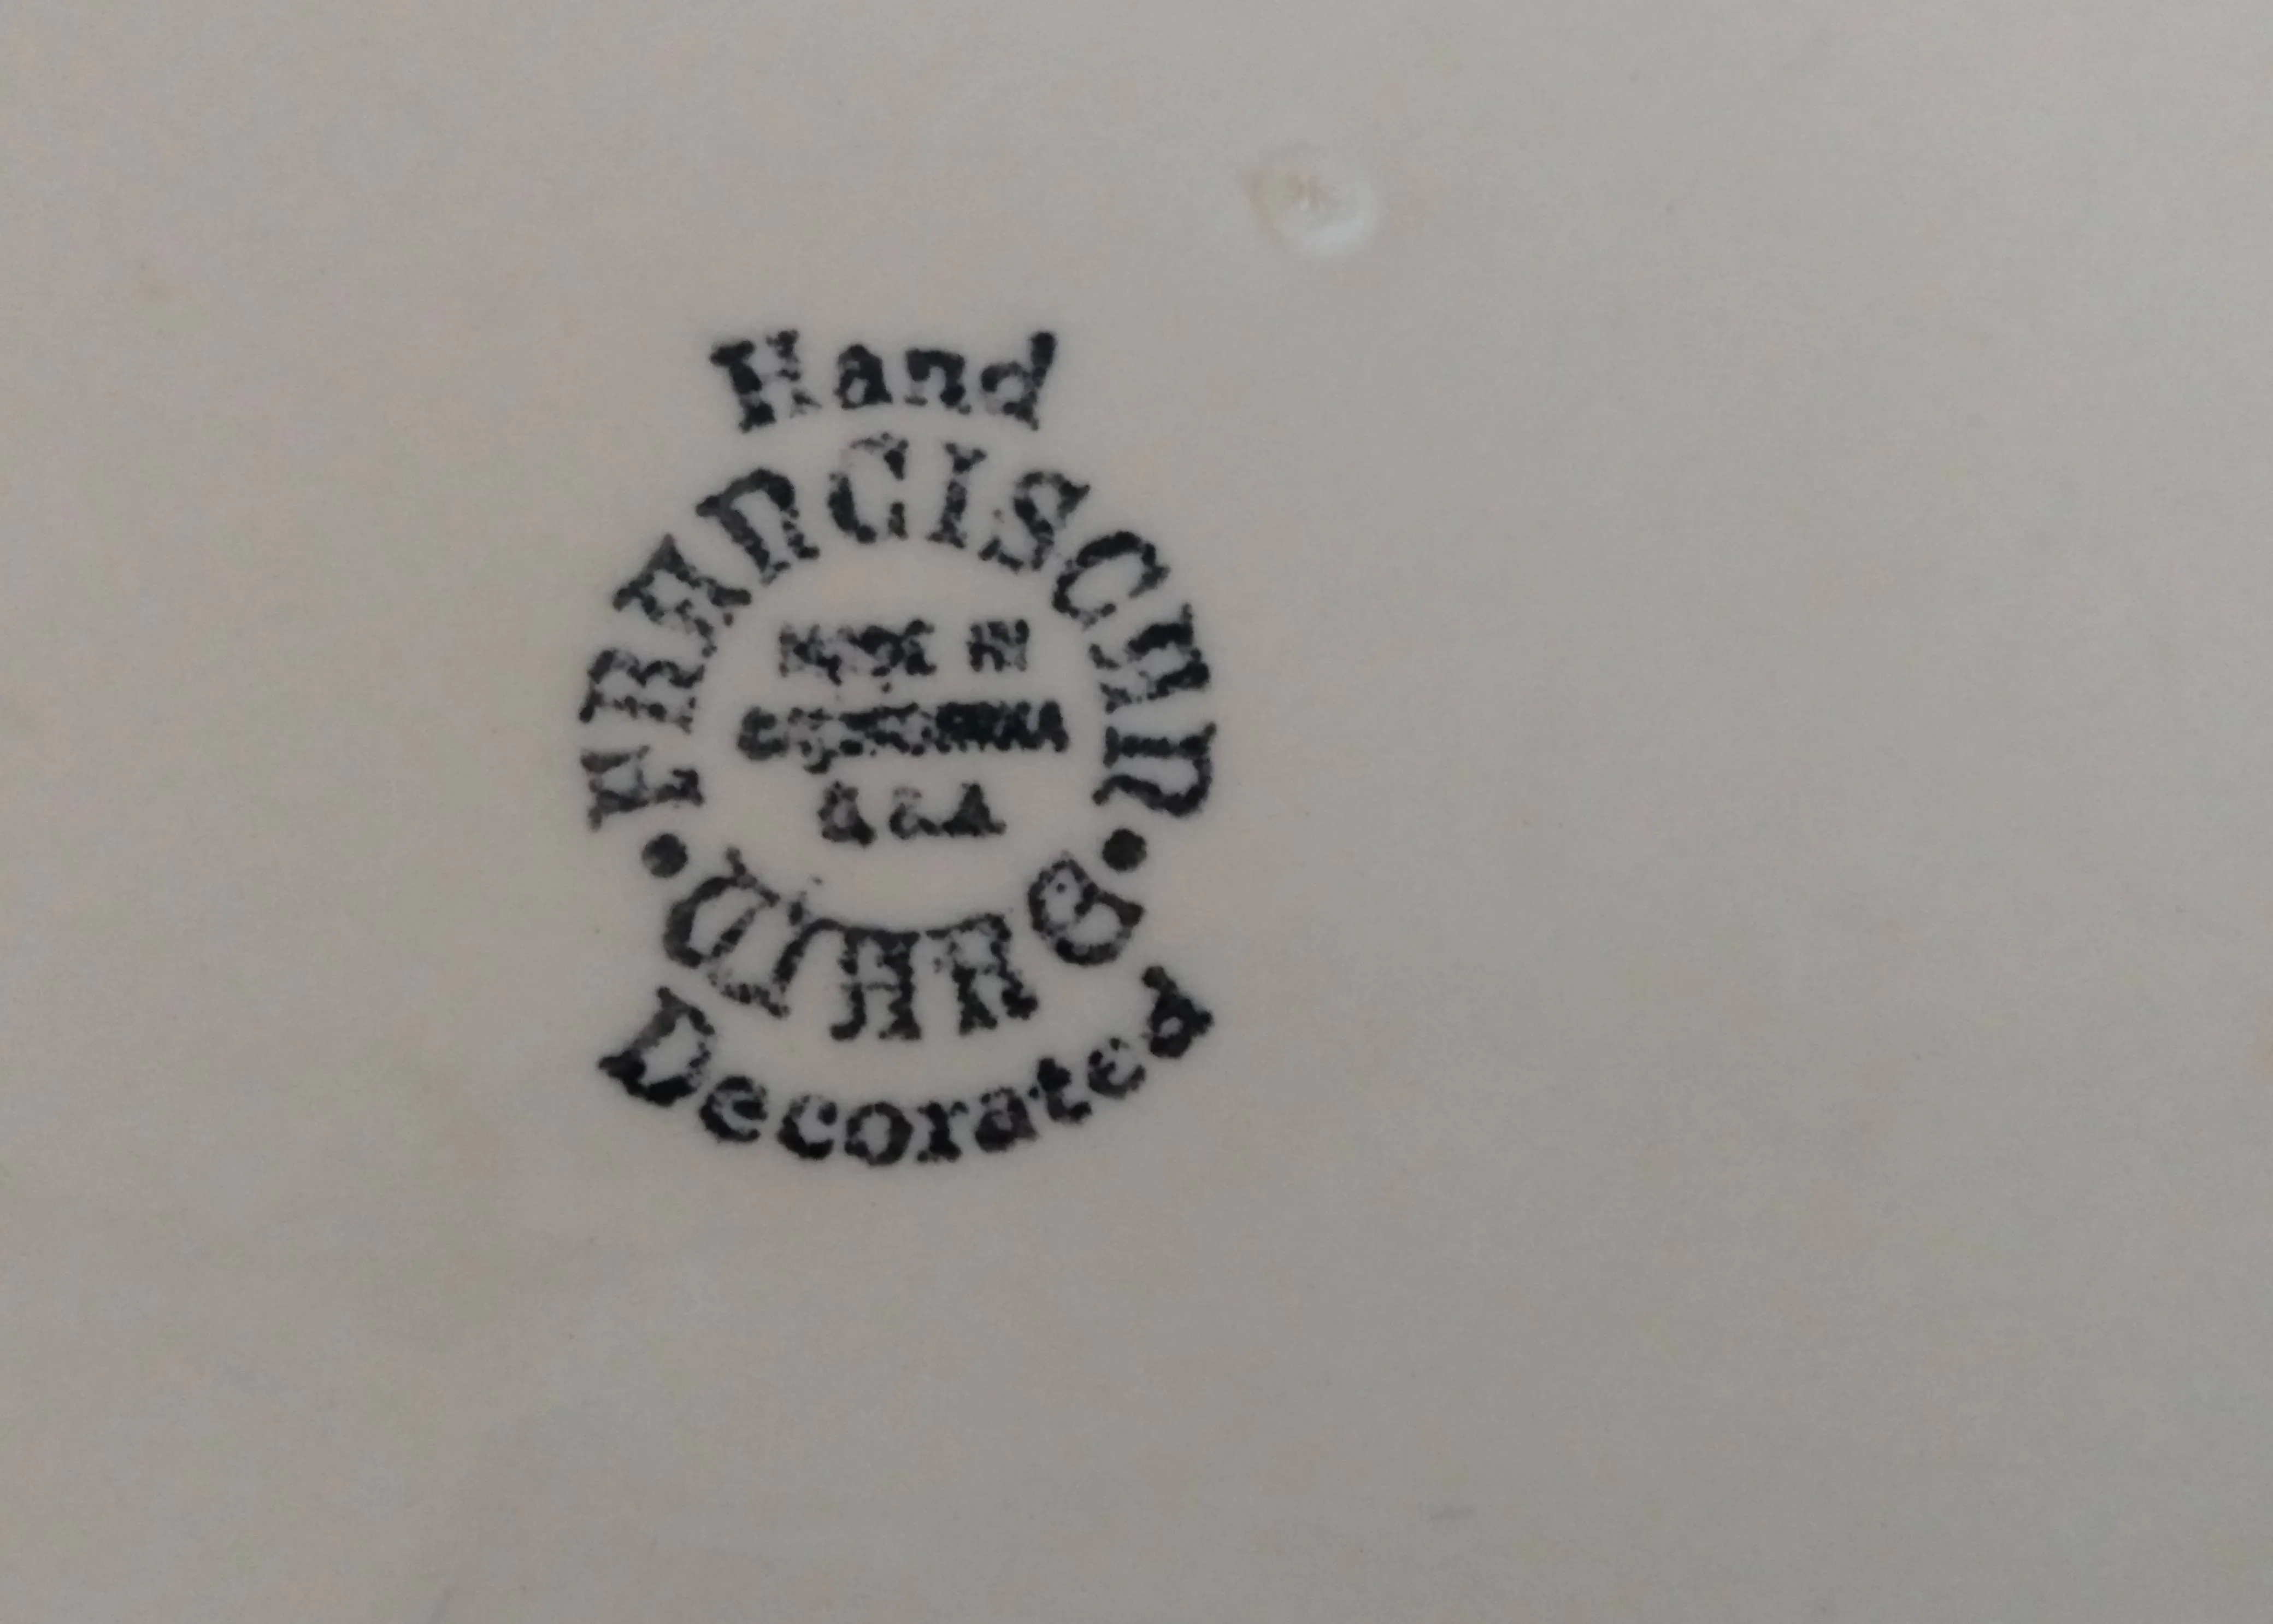 Hand
FRANCISCAN
MADE IN
CALIFORNIA
U.S.A
WARE
Decorated